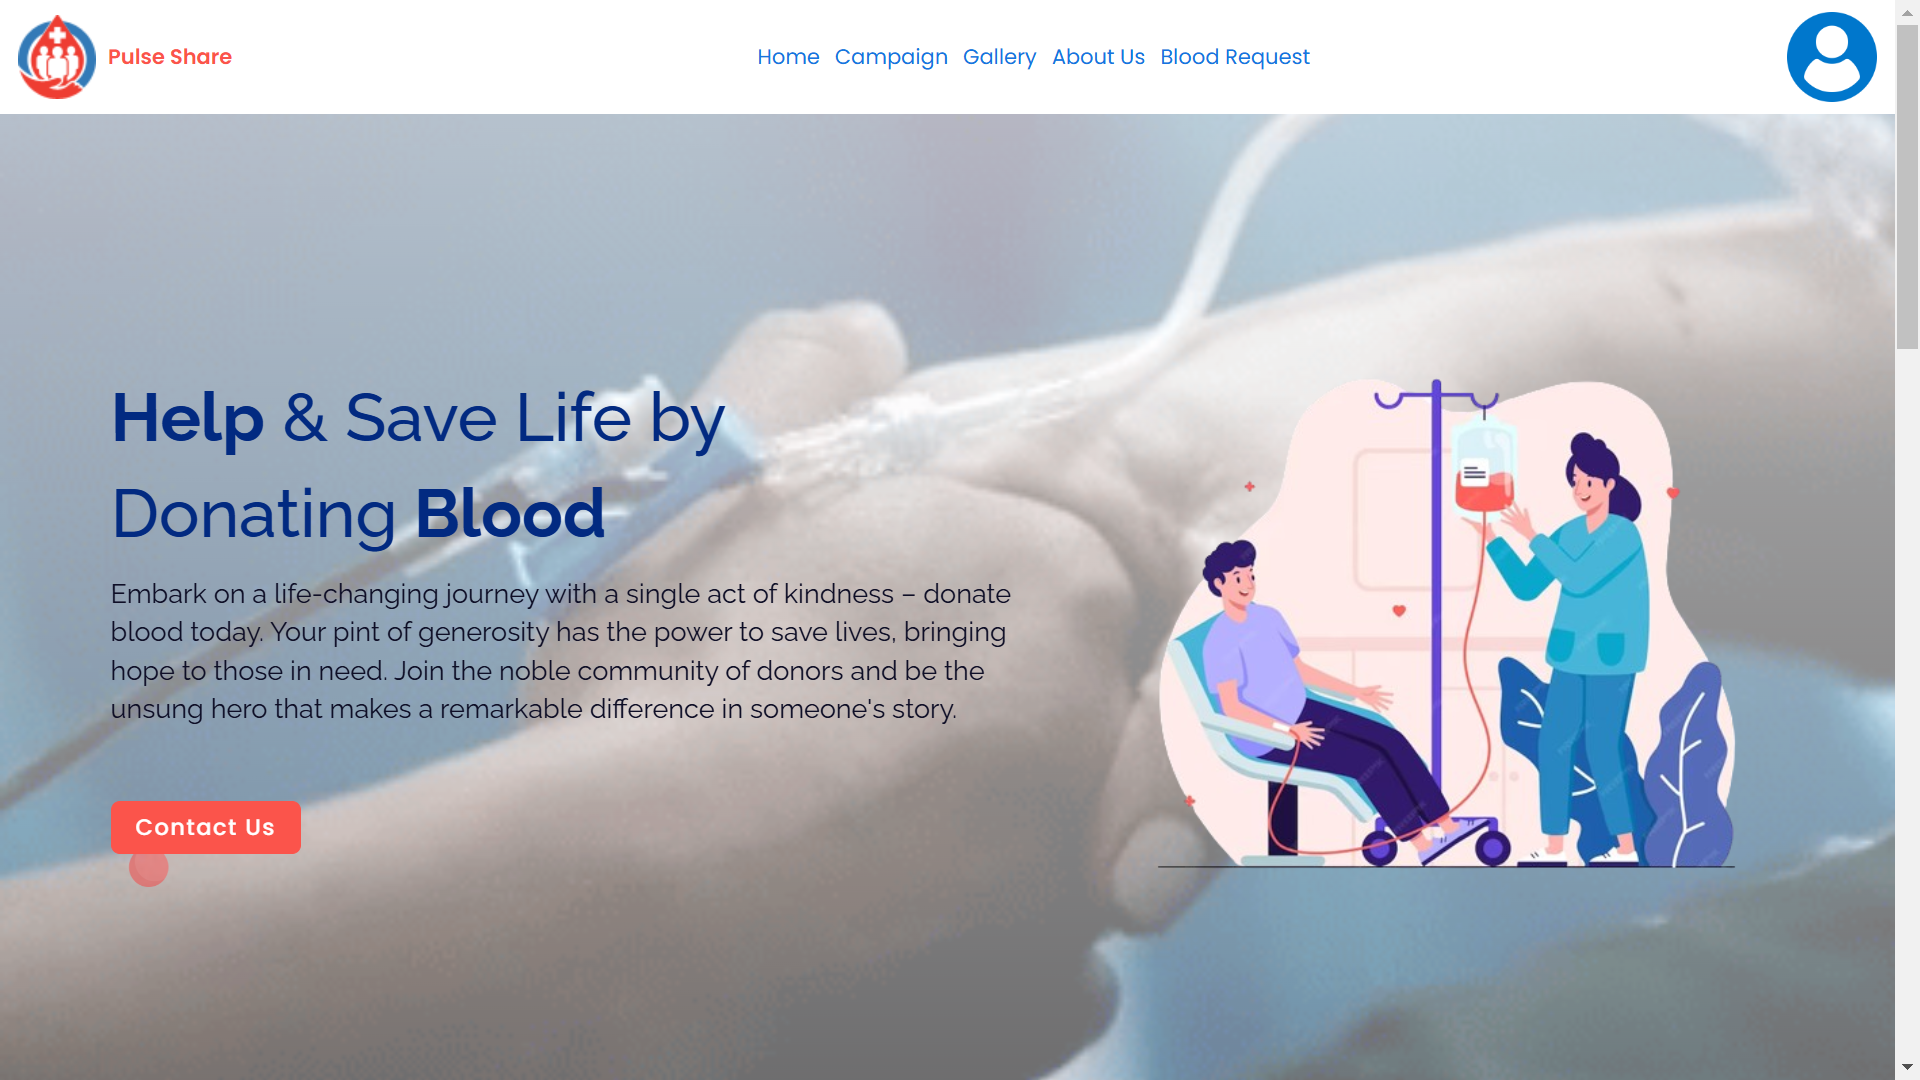 Pulse Share
Home Campaign Gallery About Us Blood Request
Help & Save Life by
Donating Blood
Embark on a life-changing journey with a single act of kindness – donate
blood today. Your pint of generosity has the power to save lives, bringing
hope to those in need. Join the noble community of donors and be the
unsung hero that makes a remarkable difference in someone's story.
Contact Us